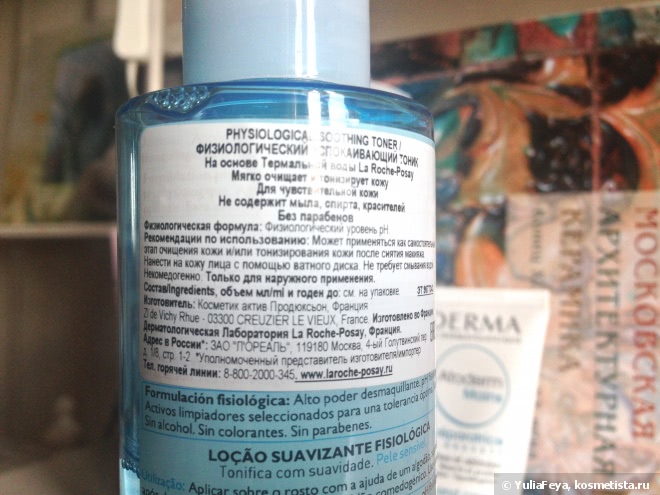 PHYSIOLOGICAL SOOTHING TONER /
ФИЗИОЛОГИЧЕСКИЙ УСПОКАИВАЮЩИЙ ТОНИК
На основе Термальной воды La Roche-Posay
Мягко очищает и тонизирует кожу
Для чувствительной кожи
Не содержит мыла, спирта, красителей
Без парабенов
Физиологическая формула: Физиологический уровень pH.
Рекомендации по использованию: Может применяться как самостоятельный
этап очищения кожи и/или тонизирования кожи после снятия макияжа.
Нанести на кожу лица с помощью ватного диска. Не требует смывания водой
Некомедогенно. Только для наружного применения.
Состав/Ingredients, объем мл/ml и годен до: см. на упаковке.
Изготовитель: Косметик актив Продюксьон, Франция
ZI de Vichy Rhue - 03300 CREUZIER LE VIEUX, France. Изготовлено во Франции
Дерматологическая Лаборатория La Roche-Posay, Франция.
Адрес в России*: ЗАО "Л'ОРЕАЛЬ", 119180 Москва, 4-ый Голутвинский пер
д. 1/8, стр. 1-2 *Уполномоченный представитель изготовителя/импортер
Тел. горячей линии: 8-800-2000-345, www.laroche-posay.ru
Formulación fisiológica: Alto poder desmaquillante, pH
Activos limpiadores seleccionados para una tolerancia
Sin alcohol. Sin colorantes. Sin parabenes.
LOÇÃO SUAVIZANTE FISIOLÓGICA
Tonifica com suavidade. Pele sensível
Utilização: Aplicar sobre o rosto com a ajuda de um algodão,
DERMA
Atoderm
МОСКОВСКАЯ
АРХИТЕКТУРНАЯ
КЕРАМИКА
© YuliaFeya, kosmetista.ru